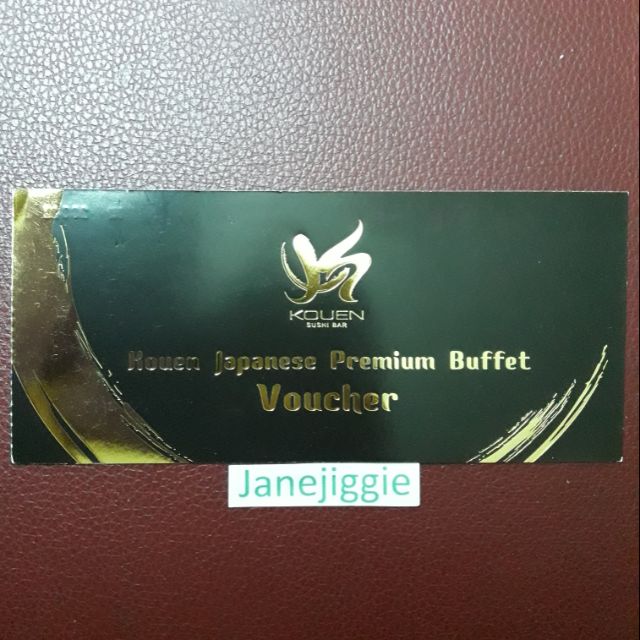 KOUEN
SUSHI BAR
Kouen Japanese Premium Buffet
Voucher
Janejiggie